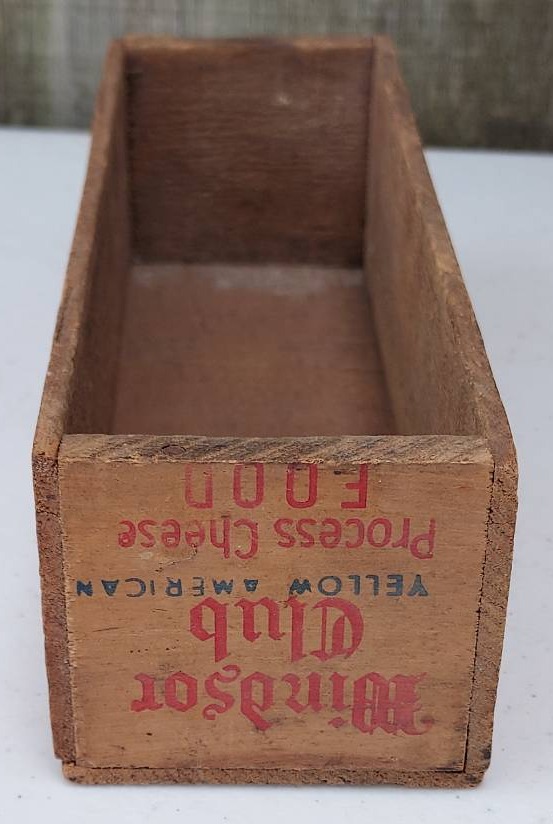 Windsor
Club
YELLOW AMERICAN
Process Cheese
FOOD